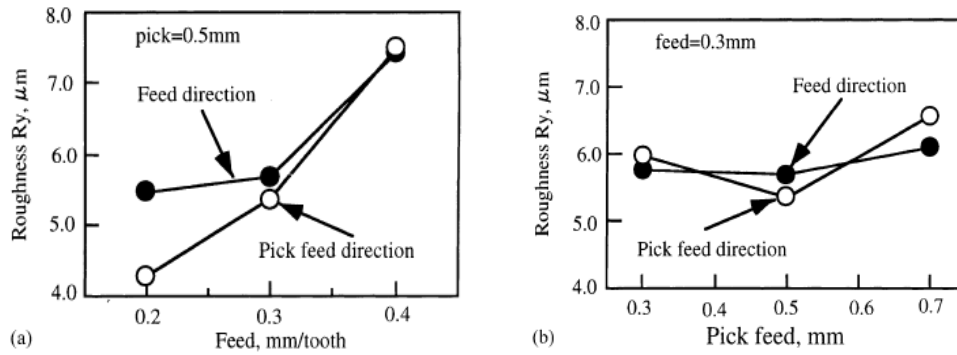 8.0
pick=0.5mm
7.0
Feed direction
6.0
5.0
Pick feed direction
4.0
0.2
0.3
0.4
Roughness Ry, μm
Feed, mm/tooth
(a)
8.0
feed=0.3mm
7.0
Feed direction
6.0
5.0
Pick feed direction
4.0
0.3
0.4
0.5
0.6
0.7
Roughness Ry, μm
Pick feed, mm
(b)